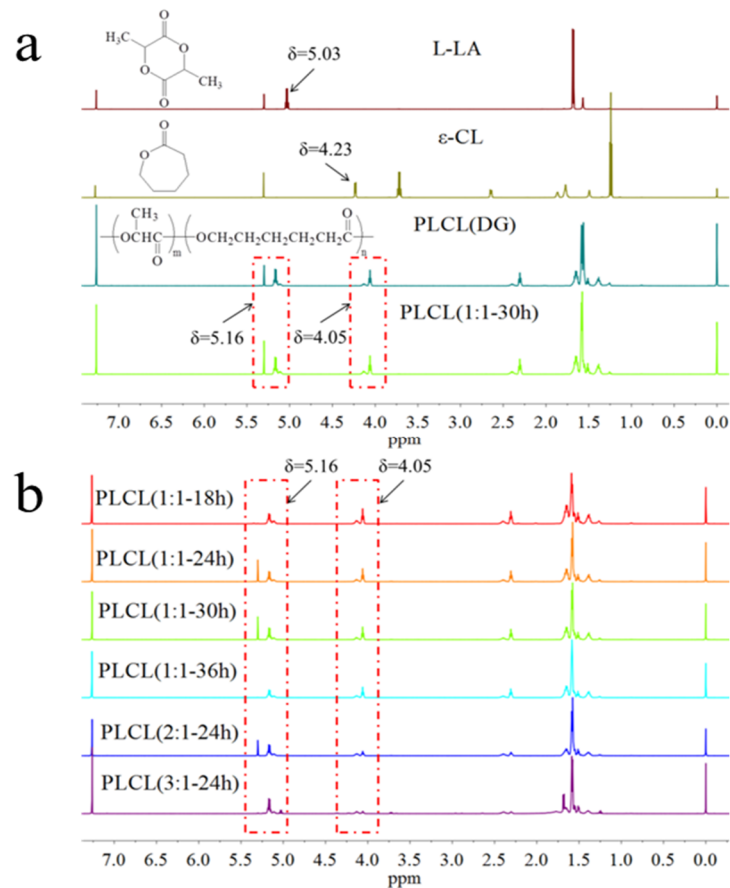 a
O
CH₃
O
O
H₃C
O
L-LA
δ=5.03
O
O
ε-CL
δ=4.23
CH₃
O
(OCHC)m(OCH₂CH₂CH₂CH₂CH₂C)n
O
PLCL(DG)
δ=5.16
δ=4.05
PLCL(1:1-30h)
7.0 6.5 6.0 5.5 5.0 4.5 4.0 3.5 3.0 2.5 2.0 1.5 1.0 0.5 0.0
ppm
b
δ=5.16
δ=4.05
PLCL(1:1-18h)
PLCL(1:1-24h)
PLCL(1:1-30h)
PLCL(1:1-36h)
PLCL(2:1-24h)
PLCL(3:1-24h)
7.0 6.5 6.0 5.5 5.0 4.5 4.0 3.5 3.0 2.5 2.0 1.5 1.0 0.5 0.0
ppm